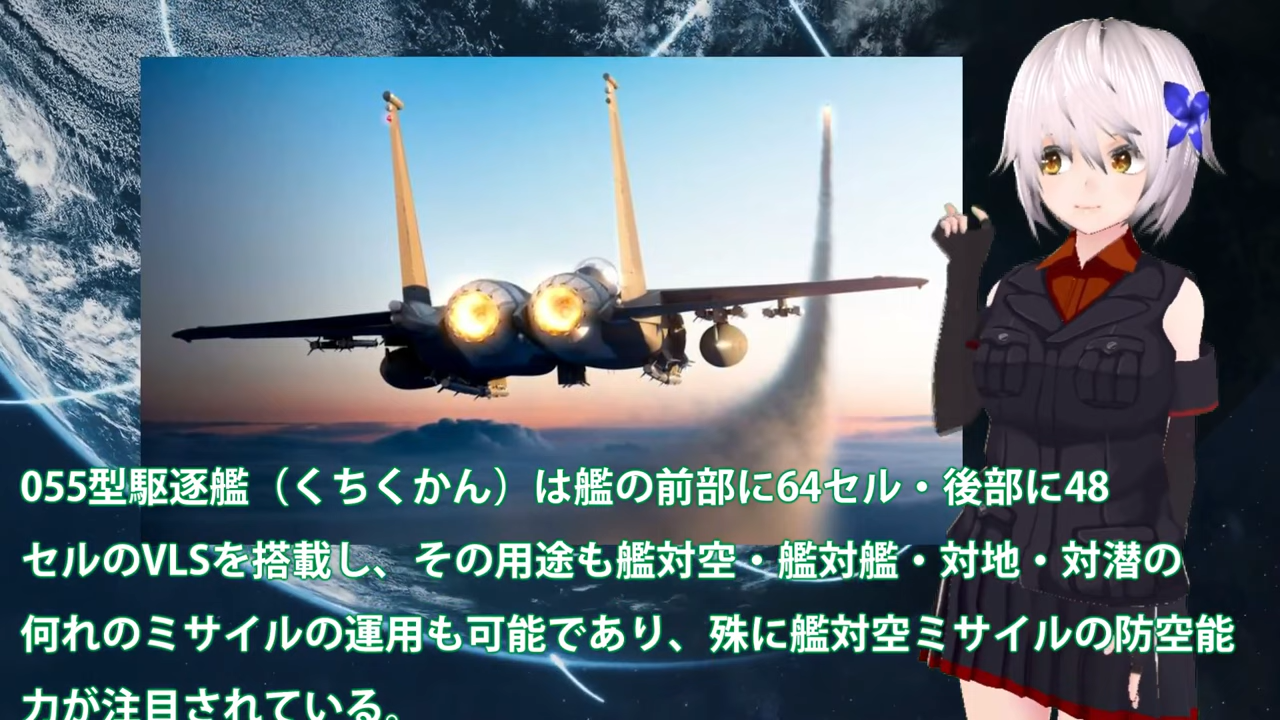 055型駆逐艦（くちくかん）は艦の前部に64セル・後部に48
セルのVLSを搭載し、その用途も艦対空・艦対艦・対地・対潜の
何れのミサイルの運用も可能であり、殊に艦対空ミサイルの防空能
力が注目されている。